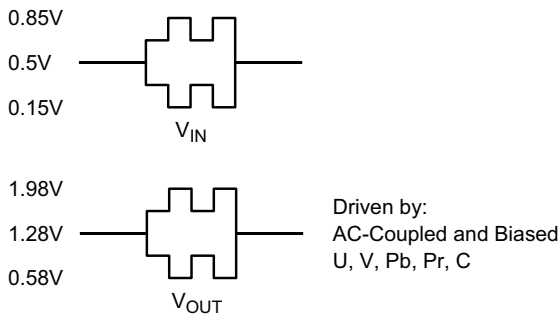 0.85V
0.5V
0.15V
VIN
1.98V
1.28V
0.58V
VOUT
Driven by:
AC-Coupled and Biased
U, V, Pb, Pr, C